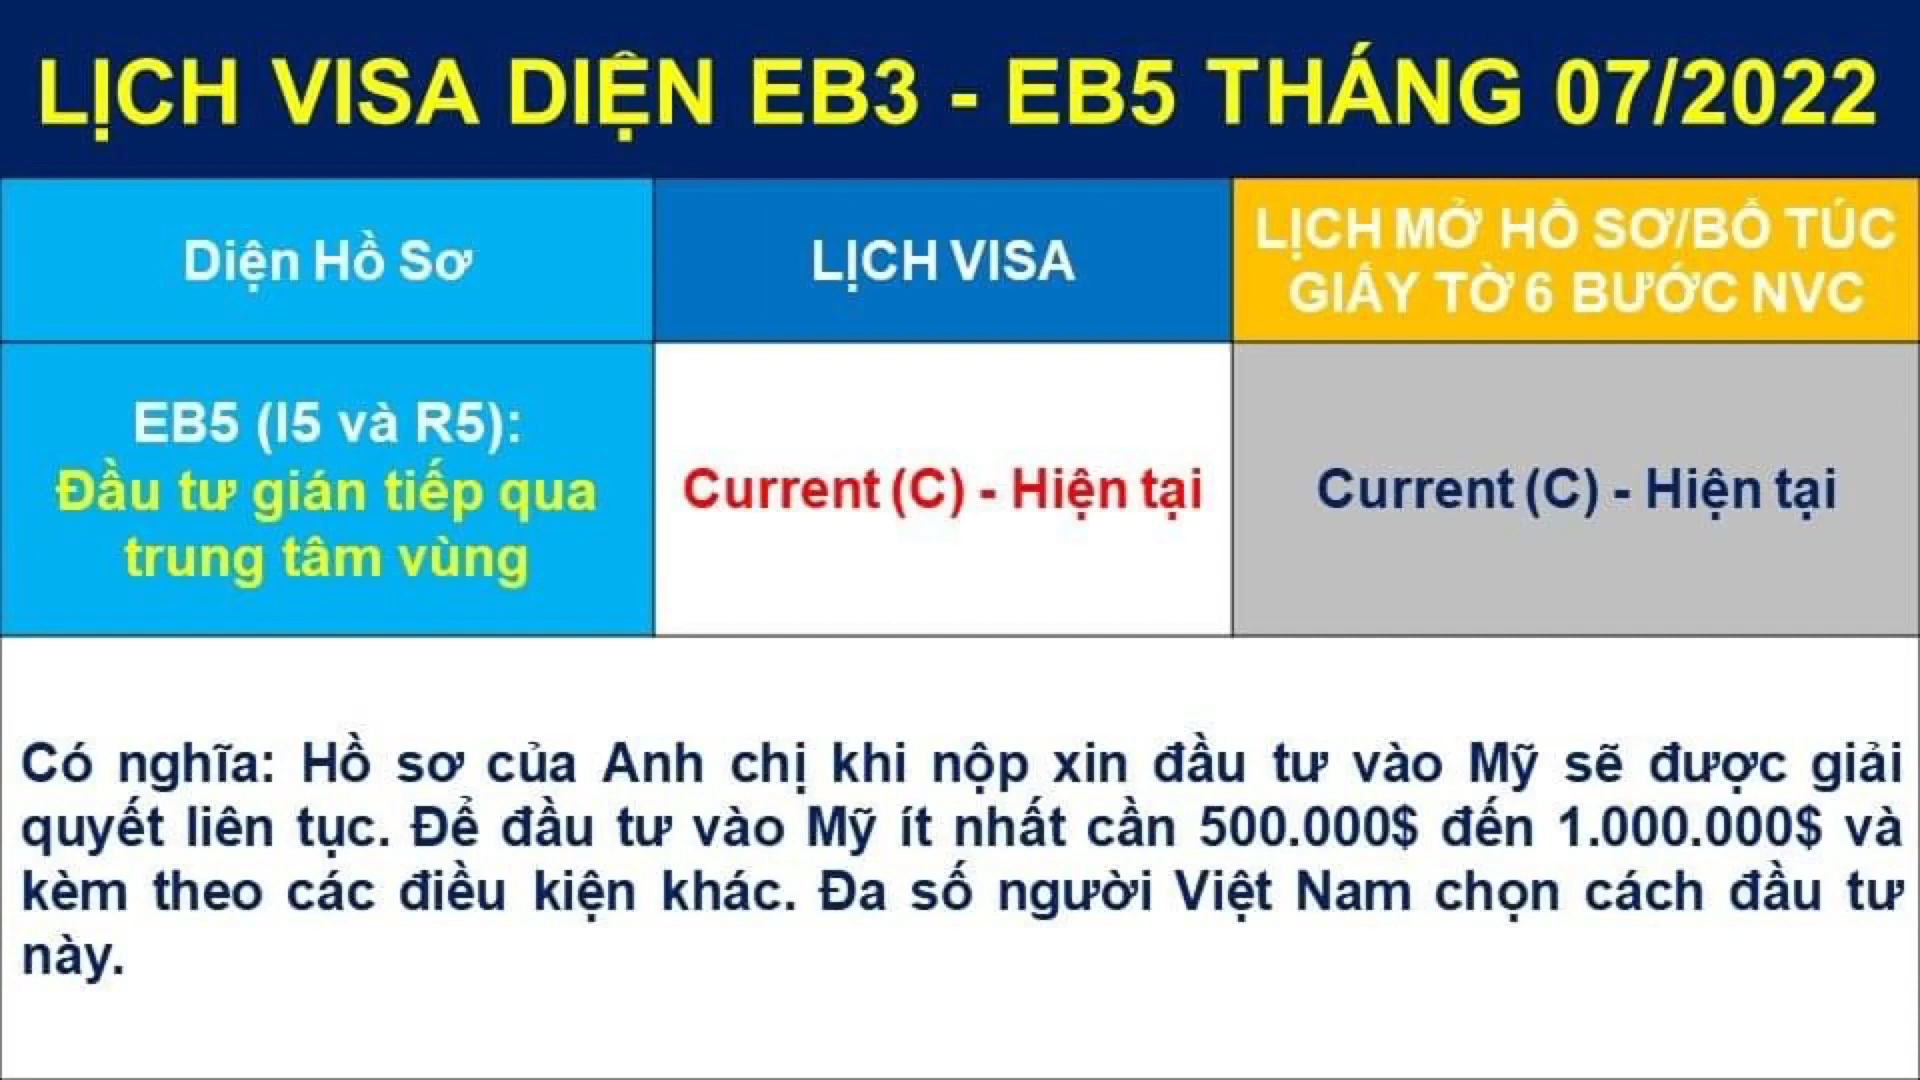 LỊCH VISA DIỆN EB3 - EB5 THÁNG 07/2022
Diện Hồ Sơ
LỊCH VISA
LỊCH MỞ HỒ SƠ/BỔ TÚC
GIẤY TỜ 6 BƯỚC NVC
EB5 (I5 và R5):
Đầu tư gián tiếp qua
trung tâm vùng
Current (C) - Hiện tại
Current (C) - Hiện tại
Có nghĩa: Hồ sơ của Anh chị khi nộp xin đầu tư vào Mỹ sẽ được giải
quyết liên tục. Để đầu tư vào Mỹ ít nhất cần 500.000$ đến 1.000.000$ và
kèm theo các điều kiện khác. Đa số người Việt Nam chọn cách đầu tư
này.